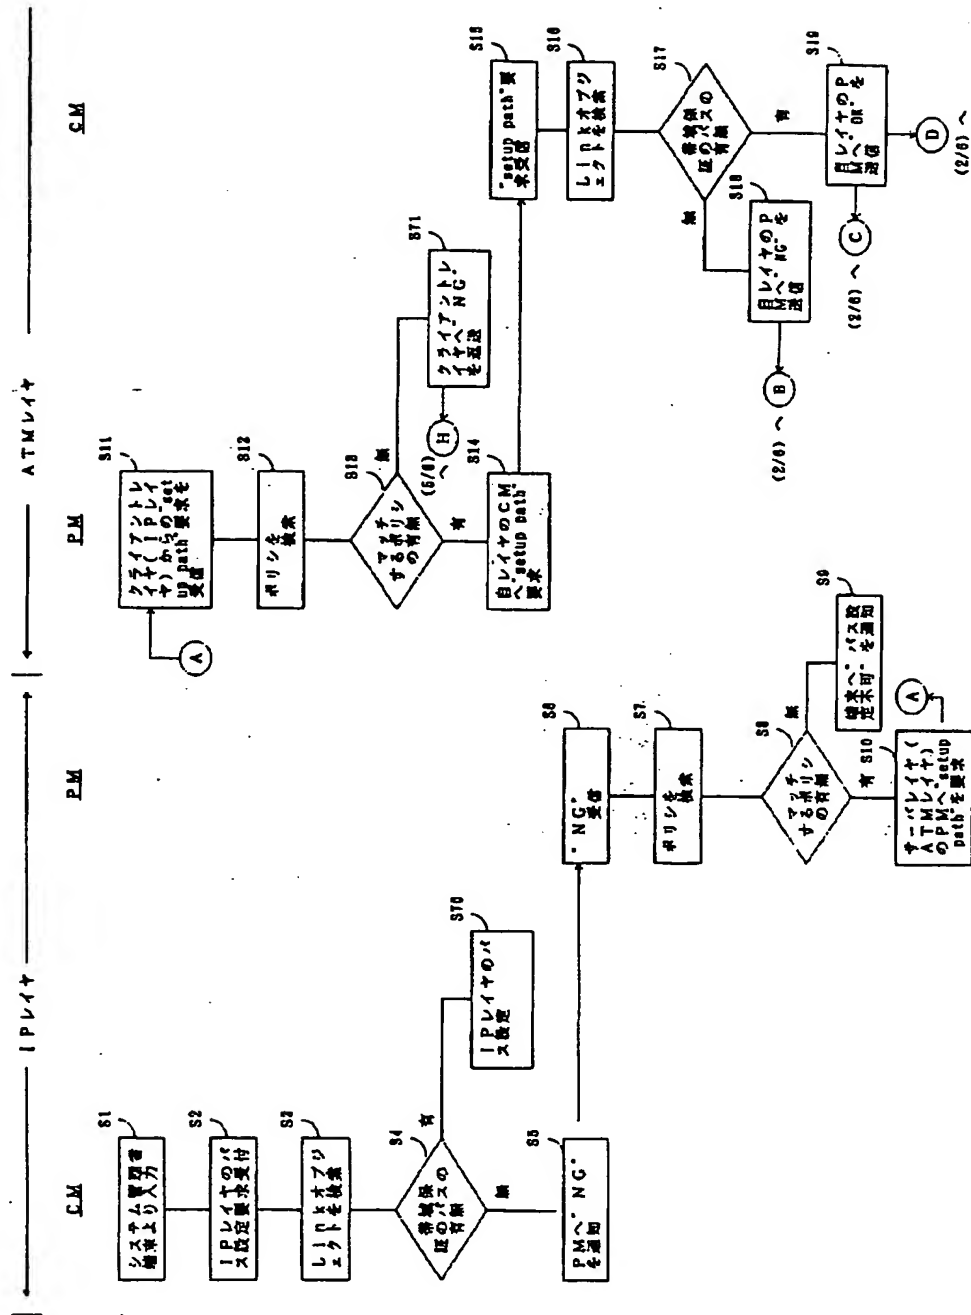 IPレイヤ
ATMレイヤ
CM
PM
PM
CM
S1
システム管理者
端末より入力
S2
IPレイヤのパ
ス設定要求受付
S3
Linkオブジ
ェクトを検索
S4
帯域保
証のパスの
有無
有
無
S70
IPレイヤのパ
ス設定
S5
PMへ"NG"
を通知
S6
"NG"
受信
S7
ポリシを
検索
S8
マッチ
するポリシ
の有無
無
有
S9
端末へ"パス設
定不可"を通知
S10
サーバレイヤ(
ATMレイヤ)
のPMへ"setup
path"を要求
A
A
S11
クライアントレ
イヤ(IPレイ
ヤ)からの"set
up path"要求を
受信
S12
ポリシを
検索
S13
マッチ
するポリシ
の有無
無
有
S71
クライアントレ
イヤへ"NG"
を返送
H
(5/6)
へ
S14
自レイヤのCM
へ"setup path"
要求
S15
"setup path"要
求受信
S16
Linkオブジ
ェクトを検索
S17
帯域保
証のパスの
有無
無
有
S18
自レイヤのP
Mへ"NG"を
送信
B
(2/6) へ
S19
自レイヤのP
Mへ"OK"を
送信
C
(2/6) へ
D
(2/6) へ